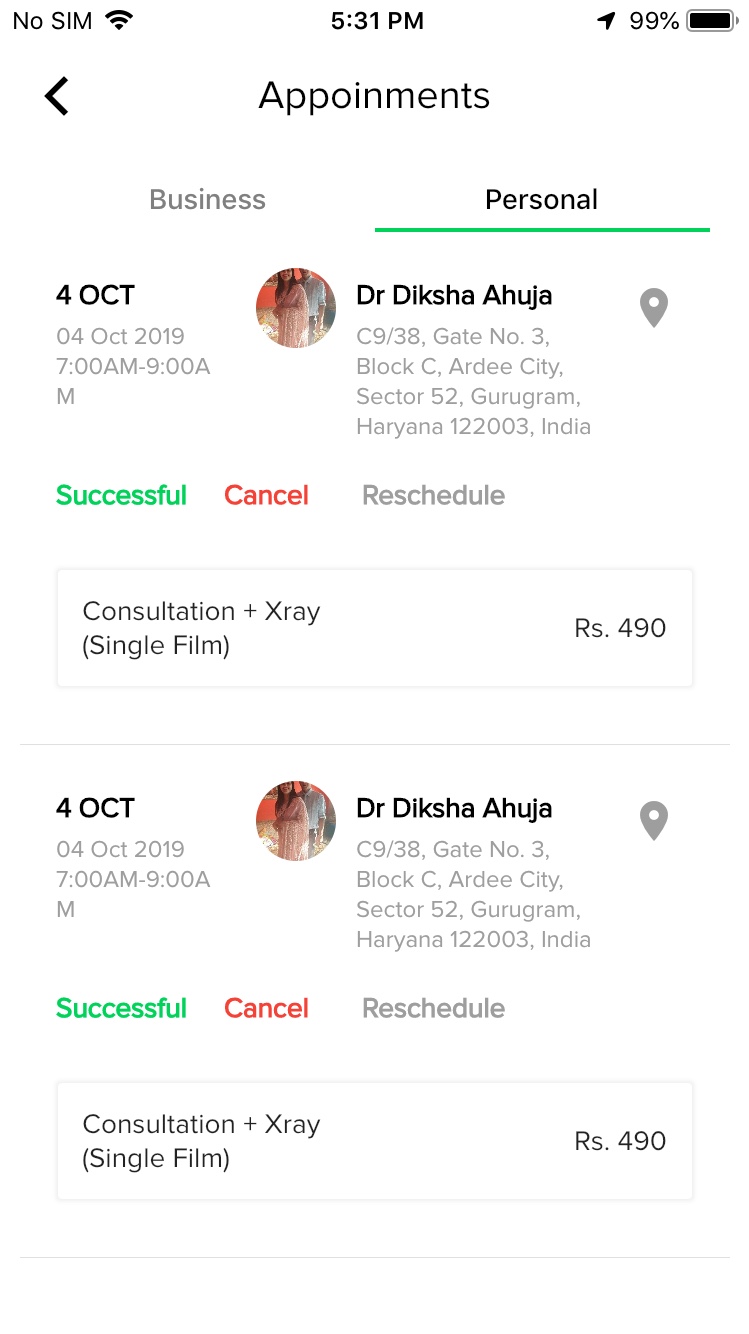 No SIM 5:31 PM 99%
Appoinments
Business Personal
4 OCT
04 Oct 2019
7:00AM-9:00A
M
Dr Diksha Ahuja
C9/38, Gate No. 3,
Block C, Ardee City,
Sector 52, Gurugram,
Haryana 122003, India
Successful Cancel Reschedule
Consultation + Xray
(Single Film)
Rs. 490
4 OCT
04 Oct 2019
7:00AM-9:00A
M
Dr Diksha Ahuja
C9/38, Gate No. 3,
Block C, Ardee City,
Sector 52, Gurugram,
Haryana 122003, India
Successful Cancel Reschedule
Consultation + Xray
(Single Film)
Rs. 490